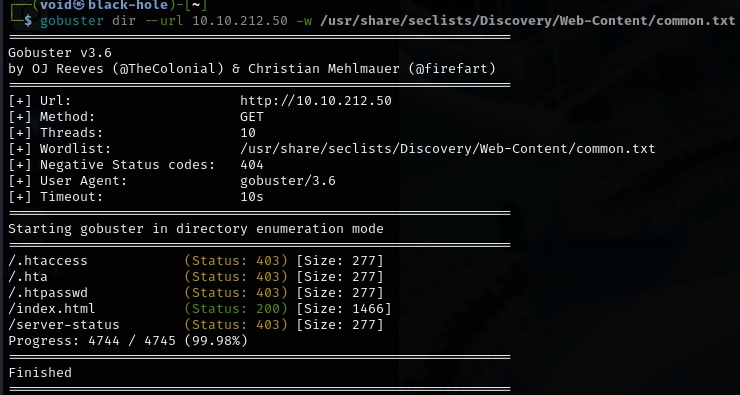 ┌──(void㉿black-hole)-[~]
└─$ gobuster dir --url 10.10.212.50 -w /usr/share/seclists/Discovery/Web-Content/common.txt
===============================================================
Gobuster v3.6
by OJ Reeves (@TheColonial) & Christian Mehlmauer (@firefart)
===============================================================
[+] Url:                     http://10.10.212.50
[+] Method:                  GET
[+] Threads:                 10
[+] Wordlist:                /usr/share/seclists/Discovery/Web-Content/common.txt
[+] Negative Status codes:   404
[+] User Agent:              gobuster/3.6
[+] Timeout:                 10s
===============================================================
Starting gobuster in directory enumeration mode
===============================================================
/.htaccess            (Status: 403) [Size: 277]
/.hta                 (Status: 403) [Size: 277]
/.htpasswd            (Status: 403) [Size: 277]
/index.html           (Status: 200) [Size: 1466]
/server-status        (Status: 403) [Size: 277]
Progress: 4744 / 4745 (99.98%)
===============================================================
Finished
===============================================================